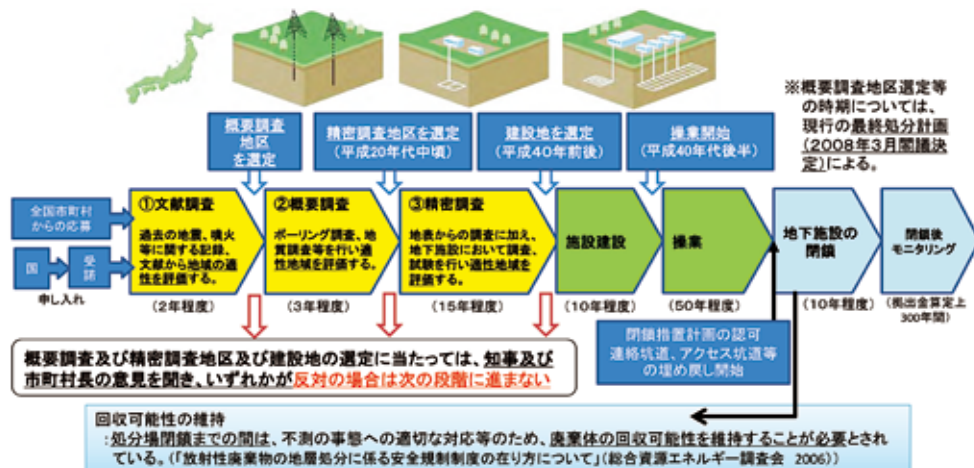 概要調査
地区
を選定
精密調査地区を選定
(平成20年代中頃)
建設地を選定
(平成40年前後)
操業開始
(平成40年代後半)
※概要調査地区選定等
の時期については、
現行の最終処分計画
(2008年3月閣議決
定)による。
全国市町村
からの応募
国
受諾
申し入れ
①文献調査
過去の地震、噴火
等に関する記録、
文献から地域の適
性を評価する。
(2年程度)
②概要調査
ボーリング調査、地
質調査等を行い適
性地域を評価する。
(3年程度)
③精密調査
地表からの調査に加え、
地下施設において調査、
試験を行い適性地域を
評価する。
(15年程度)
施設建設
(10年程度)
操業
(50年程度)
地下施設の
閉鎖
(10年程度)
閉鎖後
モニタリング
(拠出金算定上
300年間)
閉鎖措置計画の認可
連絡坑道、アクセス坑道等
の埋め戻し開始
概要調査及び精密調査地区及び建設地の選定に当たっては、知事及び
市町村長の意見を聞き、いずれかが反対の場合は次の段階に進まない
回収可能性の維持
:処分場閉鎖までの間は、不測の事態への適切な対応等のため、廃棄体の回収可能性を維持することが必要とされ
ている。(「放射性廃棄物の地層処分に係る安全規制制度の在り方について」(総合資源エネルギー調査会 2006))